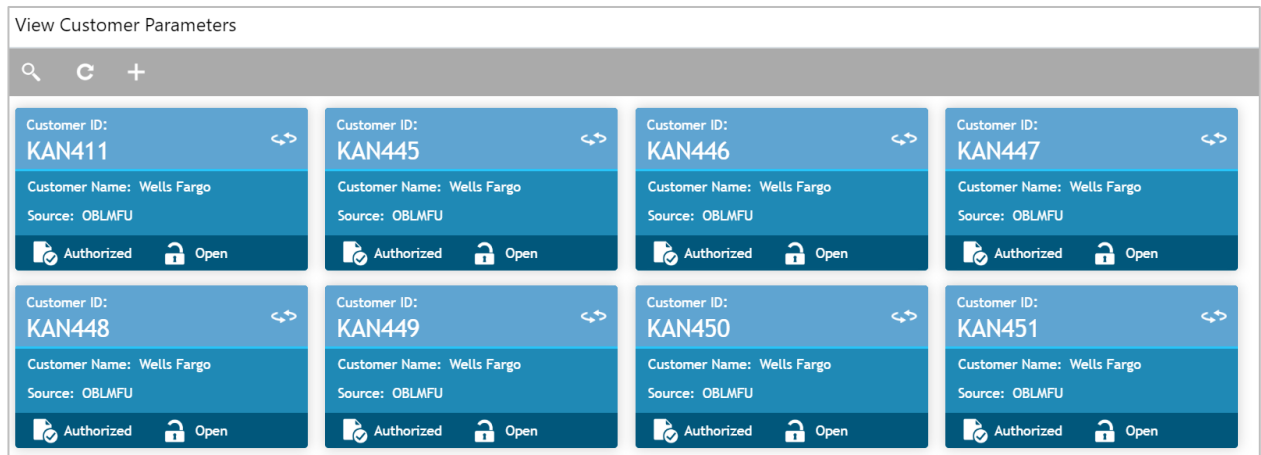 View Customer Parameters
Customer ID:
KAN411
Customer Name: Wells Fargo
Source: OBLMFU
Authorized Open
Customer ID:
KAN445
Customer Name: Wells Fargo
Source: OBLMFU
Authorized Open
Customer ID:
KAN446
Customer Name: Wells Fargo
Source: OBLMFU
Authorized Open
Customer ID:
KAN447
Customer Name: Wells Fargo
Source: OBLMFU
Authorized Open
Customer ID:
KAN448
Customer Name: Wells Fargo
Source: OBLMFU
Authorized Open
Customer ID:
KAN449
Customer Name: Wells Fargo
Source: OBLMFU
Authorized Open
Customer ID:
KAN450
Customer Name: Wells Fargo
Source: OBLMFU
Authorized Open
Customer ID:
KAN451
Customer Name: Wells Fargo
Source: OBLMFU
Authorized Open